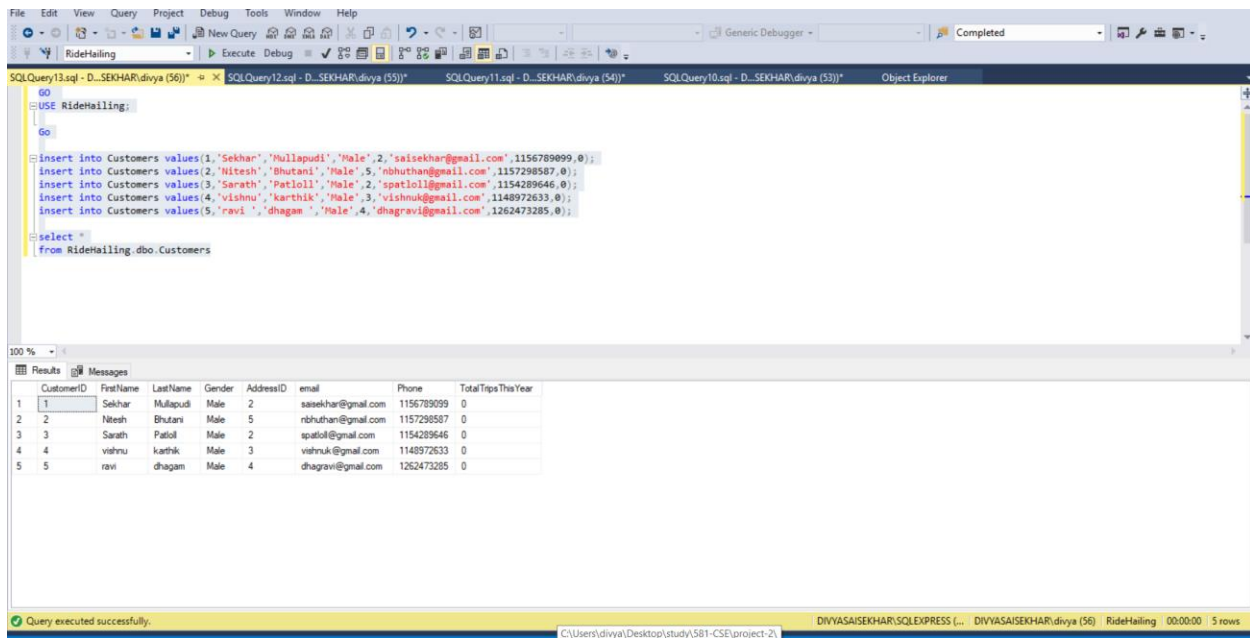 File Edit View Query Project Debug Tools Window Help
New Query Generic Debugger Completed
RideHailing Execute Debug
SQLQuery13.sql - D...SEKHAR\divya (56))* SQLQuery12.sql - D...SEKHAR\divya (55))* SQLQuery11.sql - D...SEKHAR\divya (54))* SQLQuery10.sql - D...SEKHAR\divya (53))* Object Explorer
GO
USE RideHailing;
Go
insert into Customers values(1,'Sekhar','Mullapudi','Male',2,'saisekhar@gmail.com',1156789099,0);
insert into Customers values(2,'Nitesh','Bhutani','Male',5,'nbhuthan@gmail.com',1157298587,0);
insert into Customers values(3,'Sarath','Patloll','Male',2,'spatloll@gmail.com',1154289646,0);
insert into Customers values(4,'vishnu','karthik','Male',3,'vishnuk@gmail.com',1148972633,0);
insert into Customers values(5,'ravi ','dhagam ','Male',4,'dhagravi@gmail.com',1262473285,0);
select *
from RideHailing.dbo.Customers
100 %
Results Messages
CustomerID FirstName LastName Gender AddressID email Phone TotalTripsThisYear
1 1 Sekhar Mullapudi Male 2 saisekhar@gmail.com 1156789099 0
2 2 Nitesh Bhutani Male 5 nbhuthan@gmail.com 1157298587 0
3 3 Sarath Patloll Male 2 spatloll@gmail.com 1154289646 0
4 4 vishnu karthik Male 3 vishnuk@gmail.com 1148972633 0
5 5 ravi dhagam Male 4 dhagravi@gmail.com 1262473285 0
Query executed successfully. DIVYASAISEKHAR\SQLEXPRESS (... DIVYASAISEKHAR\divya (56) RideHailing 00:00:00 5 rows
C:\Users\divya\Desktop\study\581-CSE\project-2\